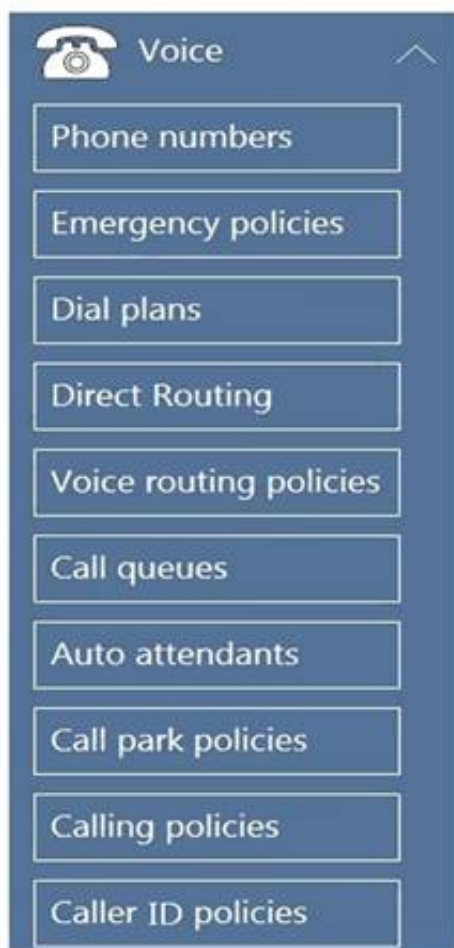 Voice
Phone numbers
Emergency policies
Dial plans
Direct Routing
Voice routing policies
Call queues
Auto attendants
Call park policies
Calling policies
Caller ID policies